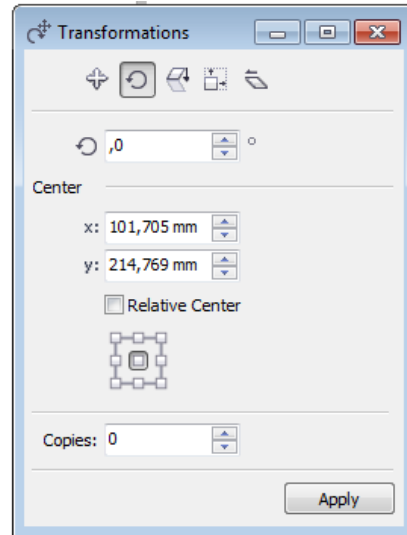 Transformations
,0 °
Center
x: 101,705 mm
y: 214,769 mm
Relative Center
Copies: 0
Apply